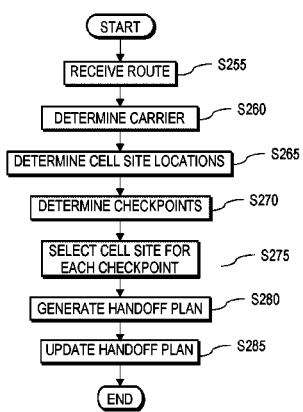 START
RECEIVE ROUTE
S255
DETERMINE CARRIER
S260
DETERMINE CELL SITE LOCATIONS
S265
DETERMINE CHECKPOINTS
S270
SELECT CELL SITE FOR
EACH CHECKPOINT
S275
GENERATE HANDOFF PLAN
S280
UPDATE HANDOFF PLAN
S285
END